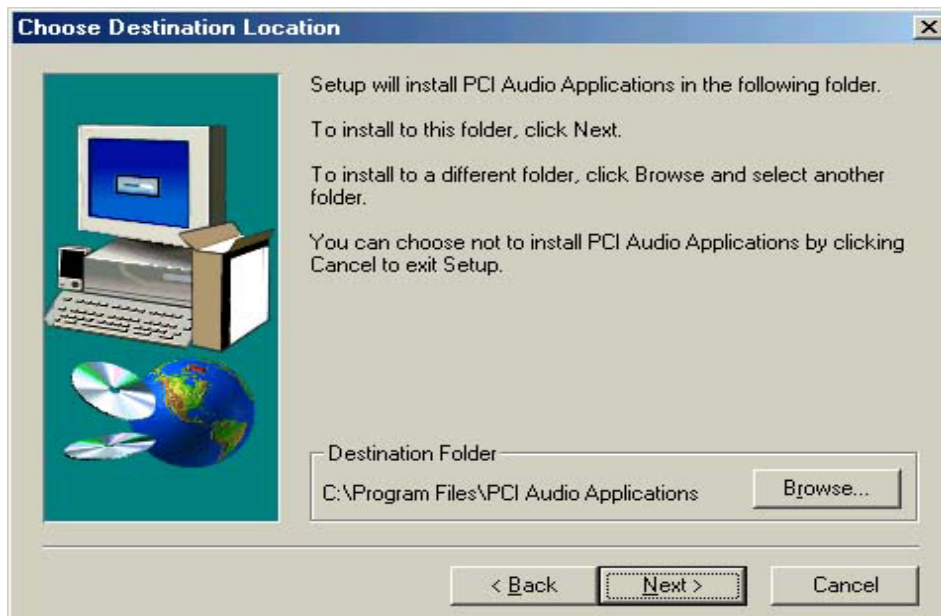 Choose Destination Location
Setup will install PCI Audio Applications in the following folder.
To install to this folder, click Next.
To install to a different folder, click Browse and select another
folder.
You can choose not to install PCI Audio Applications by clicking
Cancel to exit Setup.
Destination Folder
C:\Program Files\PCI Audio Applications
Browse...
< Back
Next >
Cancel